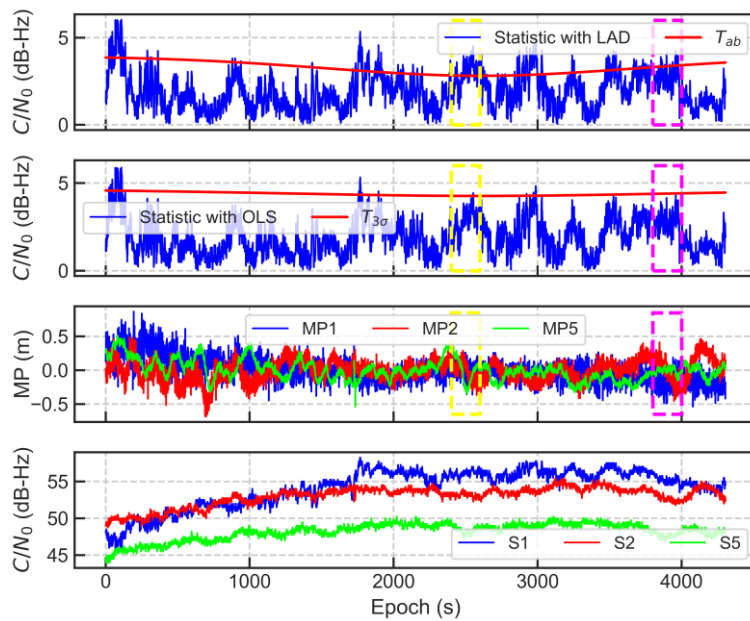 C/N0 (dB-Hz)
5
0
Statistic with LAD
Tab
C/N0 (dB-Hz)
5
0
Statistic with OLS
T3σ
MP (m)
0.5
0.0
−0.5
MP1
MP2
MP5
C/N0 (dB-Hz)
55
50
45
S1
S2
S5
0
1000
2000
3000
4000
Epoch (s)